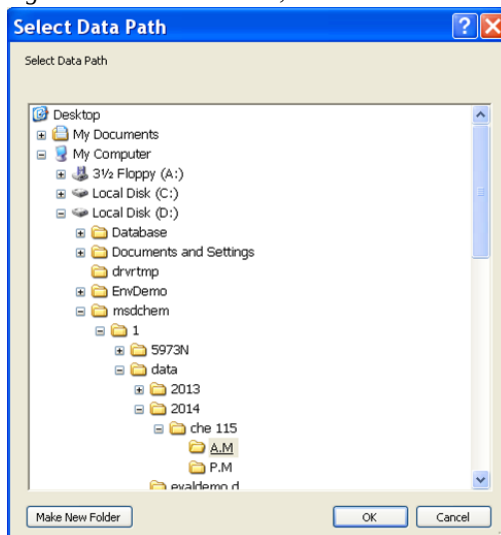 Select Data Path
Select Data Path
Desktop
My Documents
My Computer
3½ Floppy (A:)
Local Disk (C:)
Local Disk (D:)
Database
Documents and Settings
drvrtmp
EnvDemo
msdchem
1
5973N
data
2013
2014
che 115
A.M
P.M
evaldemo.d
Make New Folder
OK
Cancel